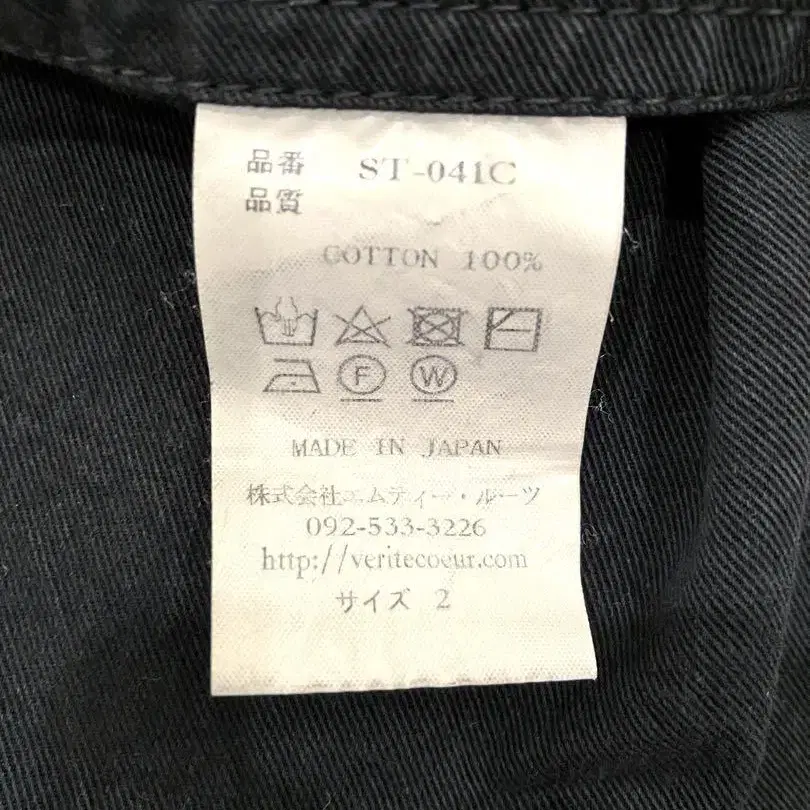 品番 ST-041C
品質
COTTON 100%
F W
MADE IN JAPAN
株式会社エムティー・ルーツ
092-533-3226
http://veritecoeur.com
サイズ 2